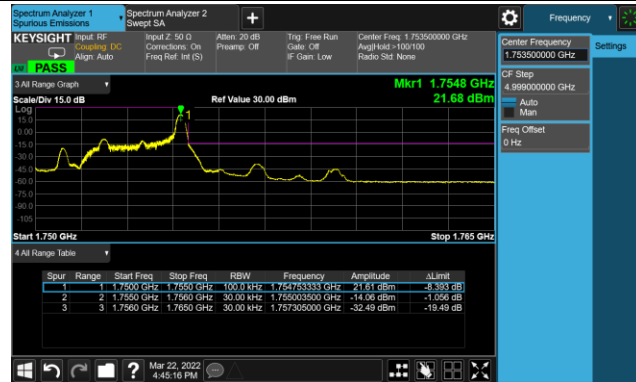 Spectrum Analyzer 1
Spurious Emissions
Spectrum Analyzer 2
Swept SA
+
Frequency
KEYSIGHT
Input: RF
Coupling: DC
Align: Auto
Input Z: 50 Ω
Corrections: On
Freq Ref: Int (S)
Atten: 20 dB
Preamp: Off
Trig: Free Run
Gate: Off
IF Gain: Low
Center Freq: 1.753500000 GHz
Avg|Hold >100/100
Radio Std: None
PASS
Center Frequency
1.753500000 GHz
Settings
CF Step
4.999000000 GHz
Auto
Man
Freq Offset
0 Hz
3 All Range Graph
Mkr1 1.7548 GHz
Scale/Div 15.0 dB
Ref Value 30.00 dBm
21.68 dBm
Log
15.0
0.00
-15.0
-30.0
-45.0
-60.0
-75.0
-90.0
-105
1
Start 1.750 GHz
Stop 1.765 GHz
4 All Range Table
Spur Range Start Freq Stop Freq RBW Frequency Amplitude ΔLimit
1 1 1.7500 GHz 1.7550 GHz 100.0 kHz 1.754753333 GHz 21.61 dBm -8.393 dB
2 2 1.7550 GHz 1.7560 GHz 30.00 kHz 1.755003500 GHz -14.06 dBm -1.056 dB
3 3 1.7560 GHz 1.7650 GHz 30.00 kHz 1.757305000 GHz -32.49 dBm -19.49 dB
?
Mar 22, 2022
4:45:16 PM